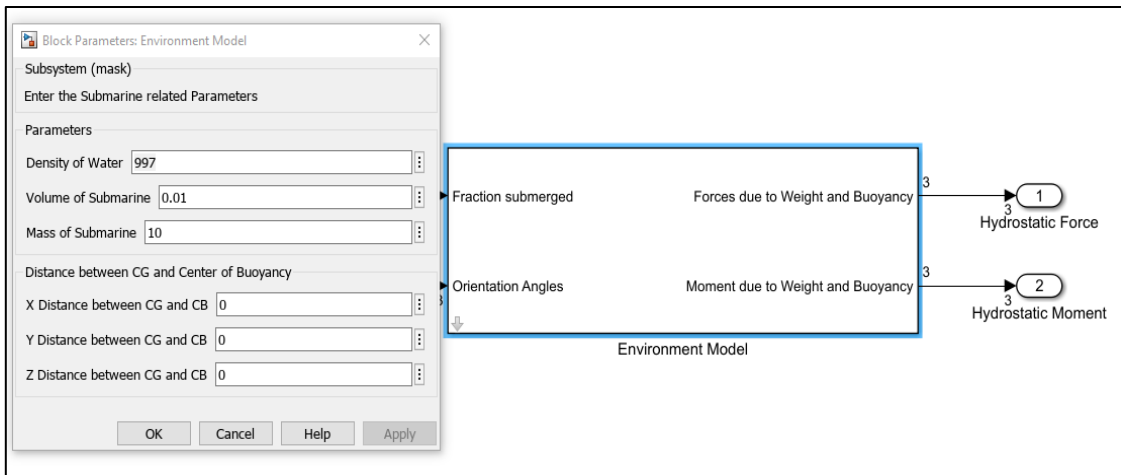 Block Parameters: Environment Model
Subsystem (mask)
Enter the Submarine related Parameters
Parameters
Density of Water 997
Volume of Submarine 0.01
Mass of Submarine 10
Distance between CG and Center of Buoyancy
X Distance between CG and CB 0
Y Distance between CG and CB 0
Z Distance between CG and CB 0
OK Cancel Help Apply
Fraction submerged
Forces due to Weight and Buoyancy
3
3
1
Hydrostatic Force
3
Orientation Angles
Moment due to Weight and Buoyancy
3
3
2
Hydrostatic Moment
Environment Model